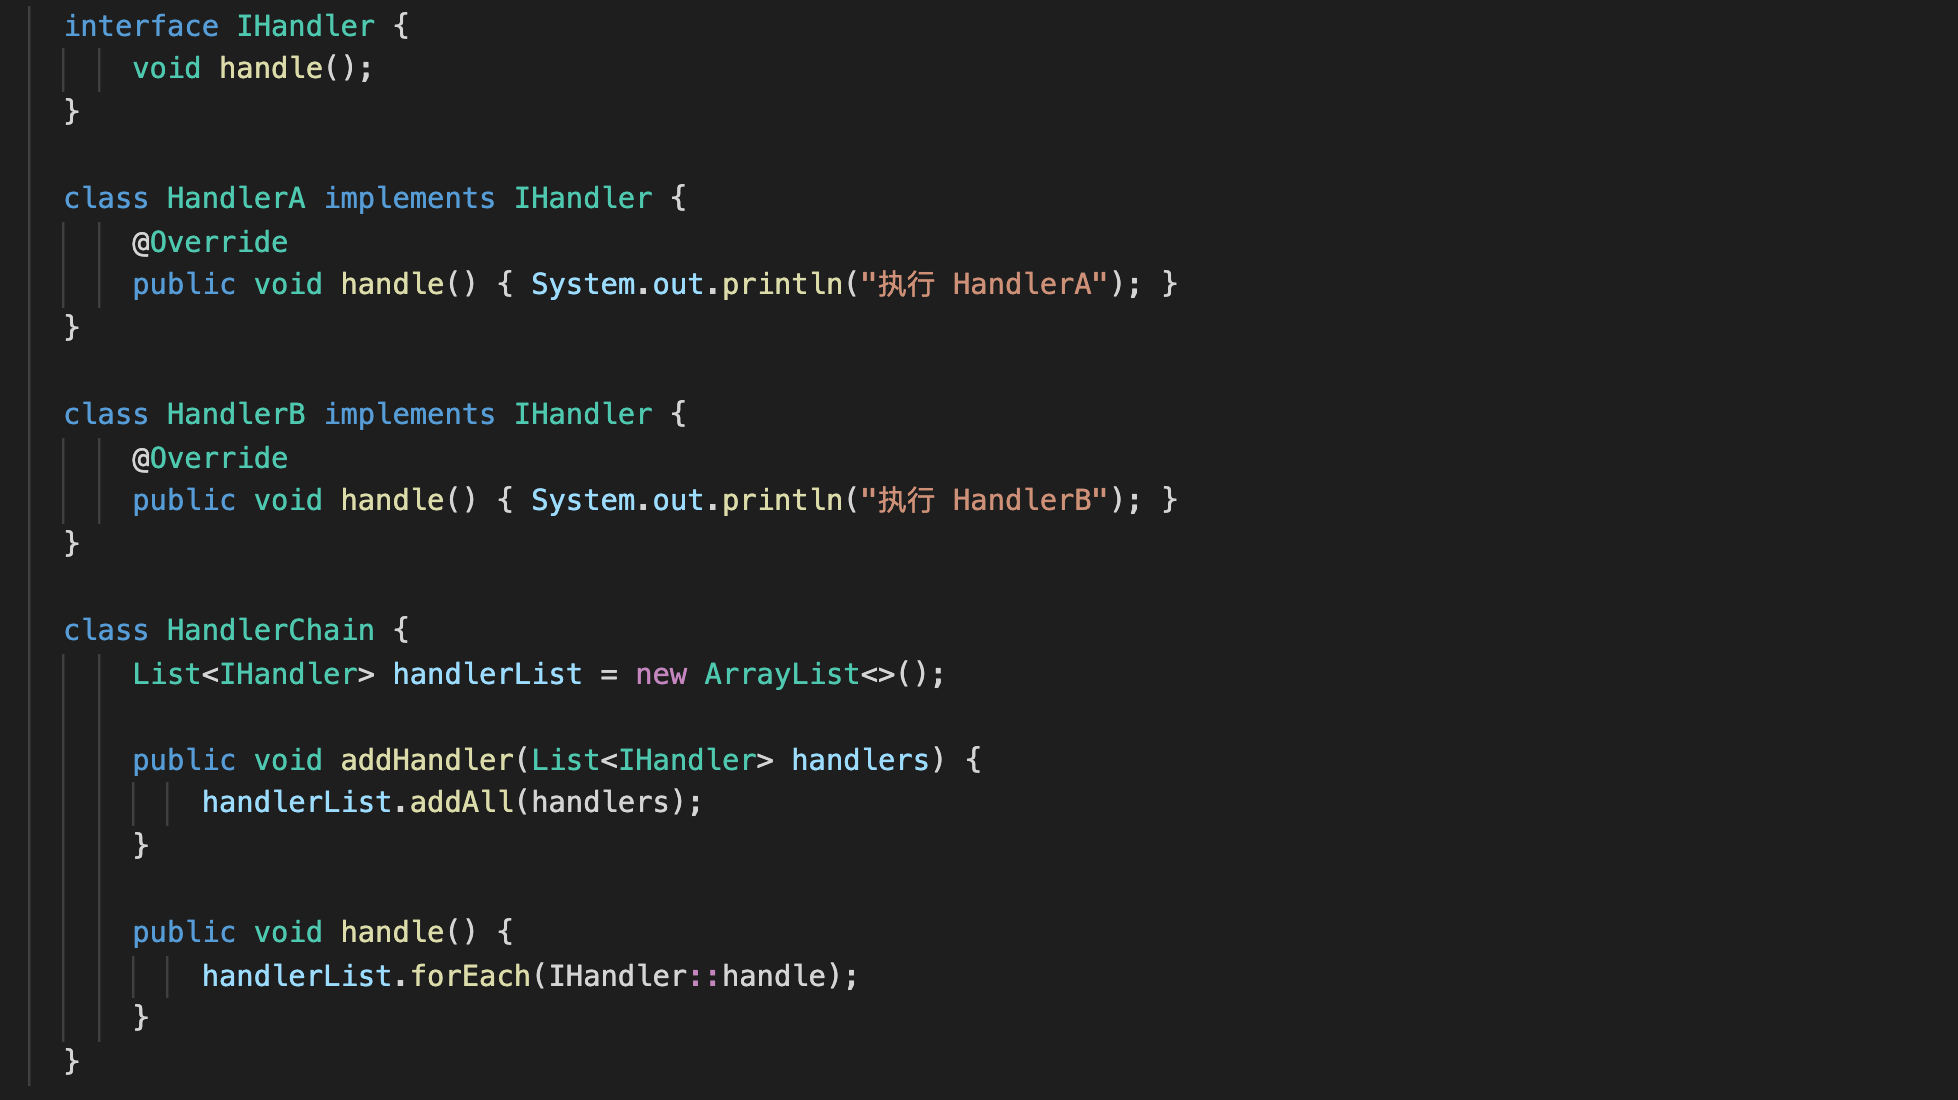 interface IHandler {
    void handle();
}
class HandlerA implements IHandler {
    @Override
    public void handle() { System.out.println("执行 HandlerA"); }
}
class HandlerB implements IHandler {
    @Override
    public void handle() { System.out.println("执行 HandlerB"); }
}
class HandlerChain {
    List<IHandler> handlerList = new ArrayList<>();
    public void addHandler(List<IHandler> handlers) {
        handlerList.addAll(handlers);
    }
    public void handle() {
        handlerList.forEach(IHandler::handle);
    }
}